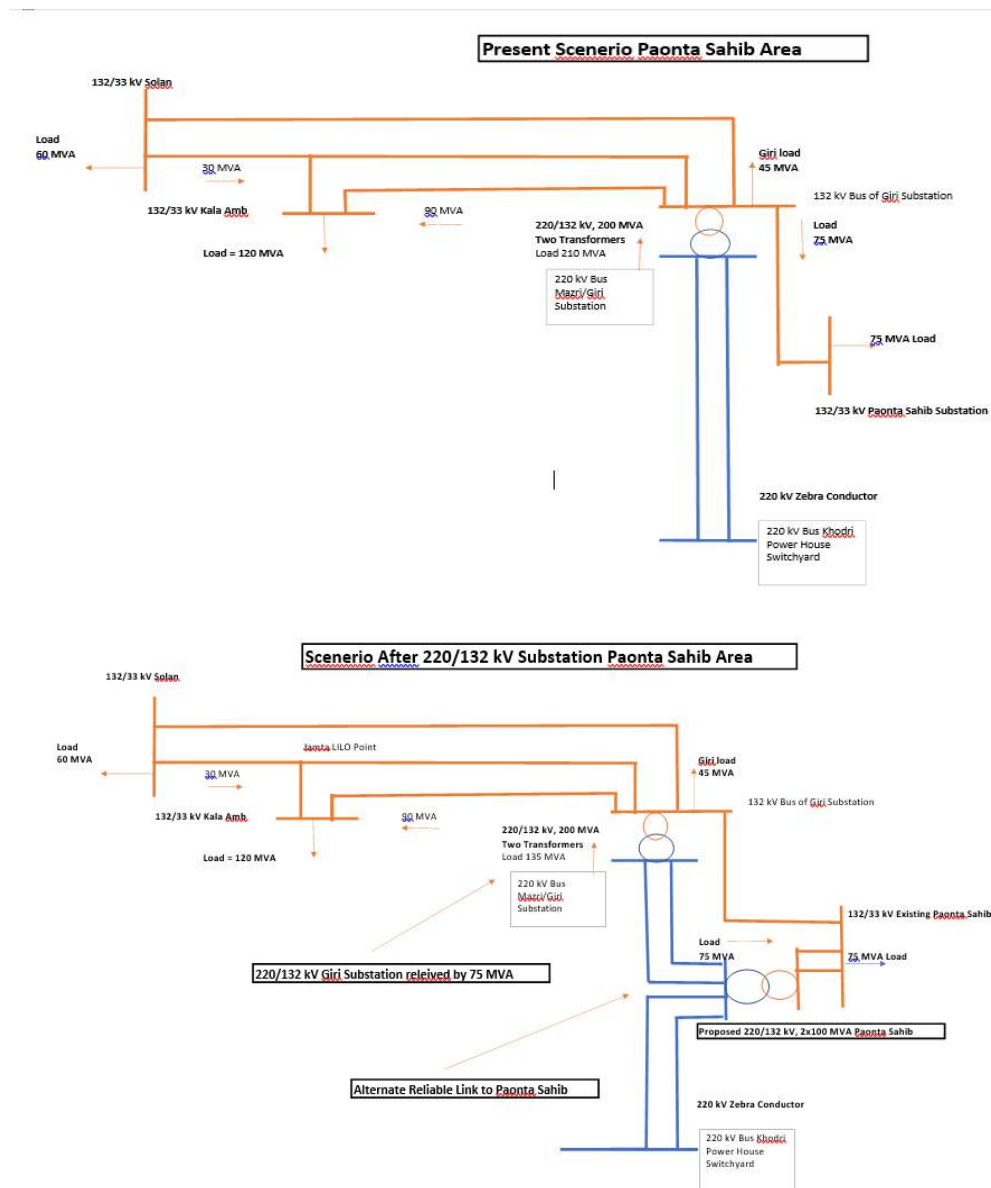 Present Scenerio Paonta Sahib Area
132/33 kV Solan
Load
60 MVA
30 MVA
Giri load
45 MVA
132 kV Bus of Giri Substation
132/33 kV Kala Amb
90 MVA
220/132 kV, 200 MVA
Two Transformers
Load 210 MVA
Load
75 MVA
Load = 120 MVA
220 kV Bus
Mazri/Giri
Substation
75 MVA Load
132/33 kV Paonta Sahib Substation
220 kV Zebra Conductor
220 kV Bus Khodri
Power House
Switchyard
Scenerio After 220/132 kV Substation Paonta Sahib Area
132/33 kV Solan
Load
60 MVA
Jamta LILO Point
30 MVA
Giri load
45 MVA
132 kV Bus of Giri Substation
132/33 kV Kala Amb
90 MVA
220/132 kV, 200 MVA
Two Transformers
Load 135 MVA
Load = 120 MVA
220 kV Bus
Mazri/Giri
Substation
132/33 kV Existing Paonta Sahib
Load
75 MVA
75 MVA Load
220/132 kV Giri Substation releived by 75 MVA
Proposed 220/132 kV, 2x100 MVA Paonta Sahib
Alternate Reliable Link to Paonta Sahib
220 kV Zebra Conductor
220 kV Bus Khodri
Power House
Switchyard